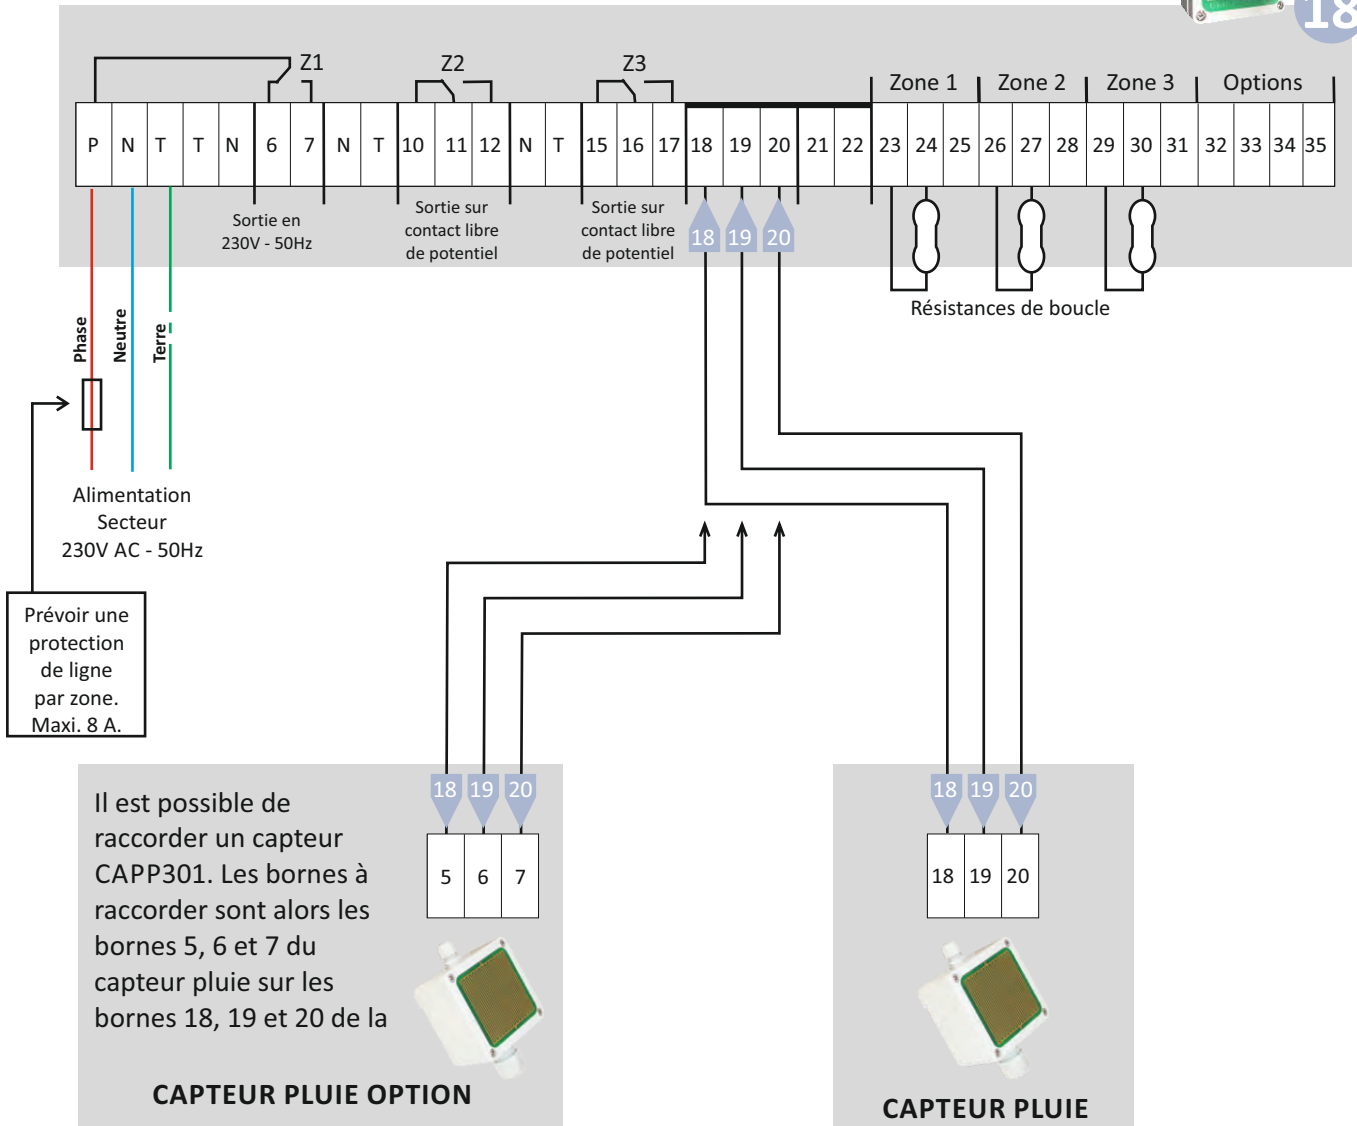 18
Z1
Z2
Z3
Zone 1
Zone 2
Zone 3
Options
P N T T N 6 7 N T 10 11 12 N T 15 16 17 18 19 20 21 22 23 24 25 26 27 28 29 30 31 32 33 34 35
Sortie en
230V - 50Hz
Sortie sur
contact libre
de potentiel
Sortie sur
contact libre
de potentiel
18 19 20
Résistances de boucle
Phase
Neutre
Terre
Alimentation
Secteur
230V AC - 50Hz
Prévoir une
protection
de ligne
par zone.
Maxi. 8 A.
Il est possible de
raccorder un capteur
CAPP301. Les bornes à
raccorder sont alors les
bornes 5, 6 et 7 du
capteur pluie sur les
bornes 18, 19 et 20 de la
18 19 20
5 6 7
CAPTEUR PLUIE OPTION
18 19 20
18 19 20
CAPTEUR PLUIE